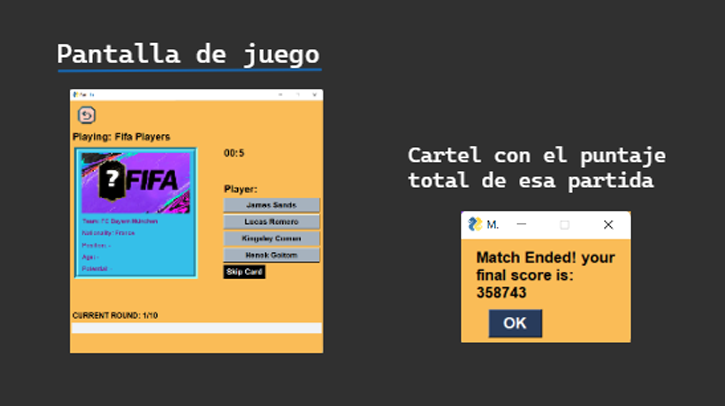 Pantalla de juego
Playing: Fifa Players
00:5
? FIFA
Team: FC Bayern München
Nationality: France
Position: -
Age: -
Potential
Player:
James Sands
Lucas Romero
Kingsley Coman
Henok Goitom
Skip Card
CURRENT ROUND: 1/10
Cartel con el puntaje
total de esa partida
M.
Match Ended! your
final score is:
358743
OK